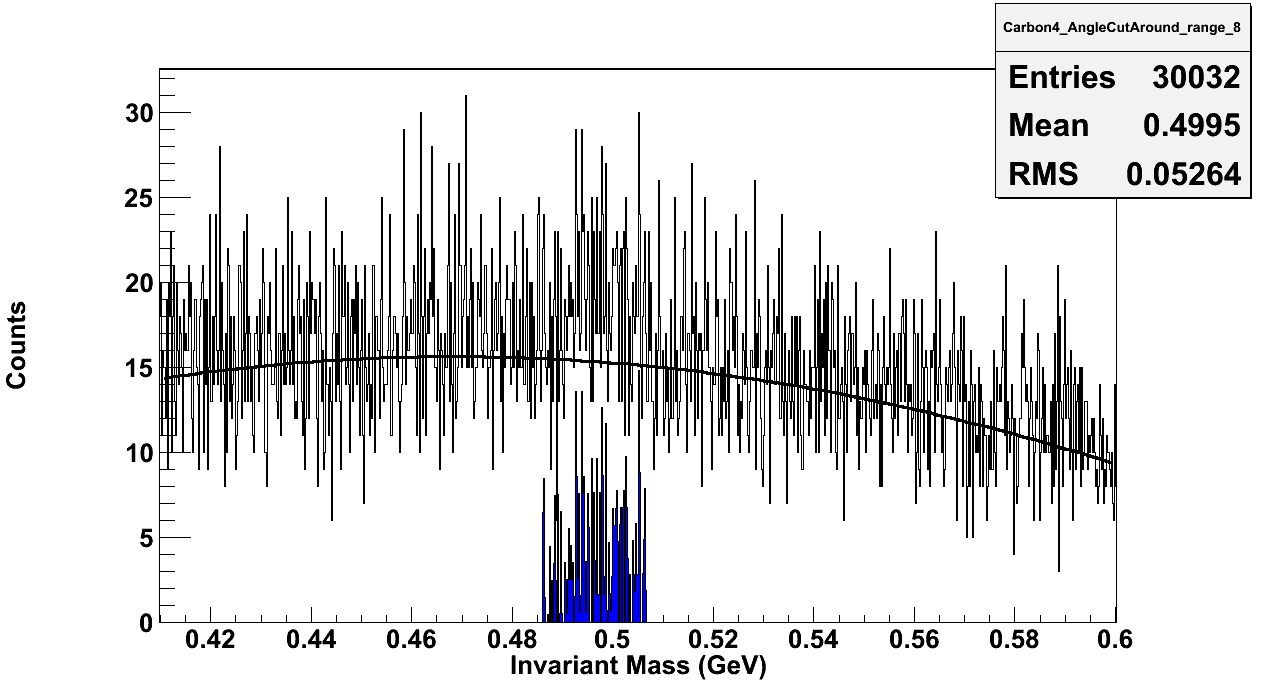 Carbon4_AngleCutAround_range_8
Entries 30032
Mean 0.4995
RMS 0.05264
Counts
30
25
20
15
10
5
0
0.42 0.44 0.46 0.48 0.5 0.52 0.54 0.56 0.58 0.6
Invariant Mass (GeV)